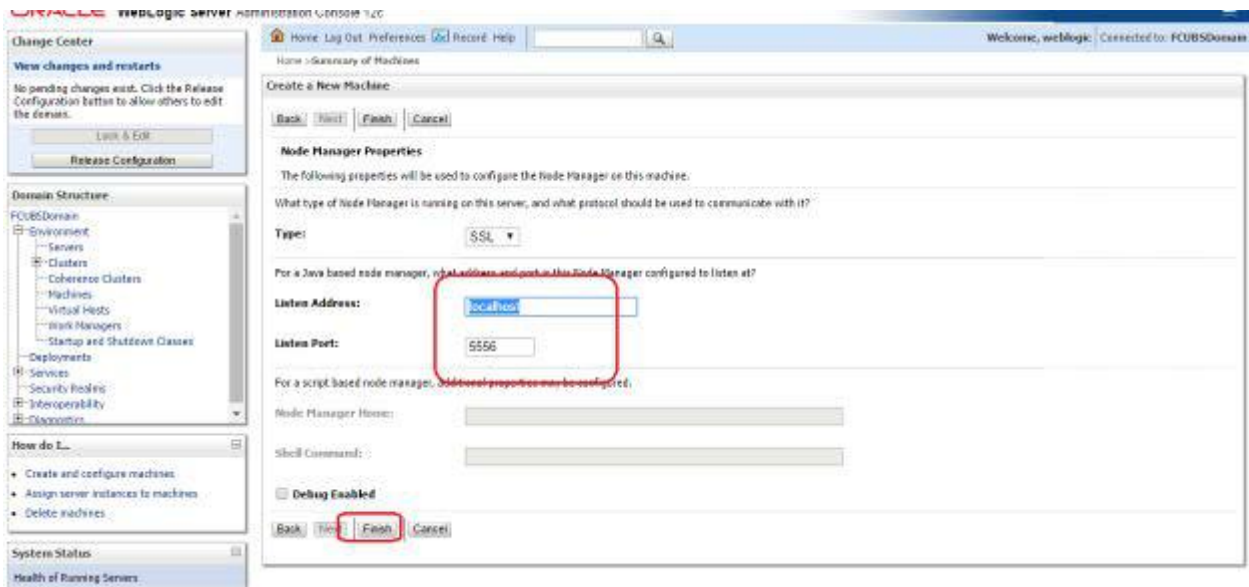 ORACLE WebLogic Server Administration Console 12c
Change Center
View changes and restarts
No pending changes exist. Click the Release
Configuration button to allow others to edit
the domain.
Lock & Edit
Release Configuration
Domain Structure
FCUBSDomain
Environment
Servers
Clusters
Coherence Clusters
Machines
Virtual Hosts
Work Managers
Startup and Shutdown Classes
Deployments
Services
Security Realms
Interoperability
Diagnostics
How do I...
Create and configure machines
Assign server instances to machines
Delete machines
System Status
Health of Running Servers
Home Log Out Preferences Record Help
Welcome, weblogic Connected to: FCUBSDomain
Home >Summary of Machines
Create a New Machine
Back Next Finish Cancel
Node Manager Properties
The following properties will be used to configure the Node Manager on this machine.
What type of Node Manager is running on this server, and what protocol should be used to communicate with it?
Type: SSL
For a Java based node manager, what address and port is this Node Manager configured to listen at?
Listen Address: localhost
Listen Port: 5556
For a script based node manager, additional properties may be configured.
Node Manager Home:
Shell Command:
Debug Enabled
Back Next Finish Cancel